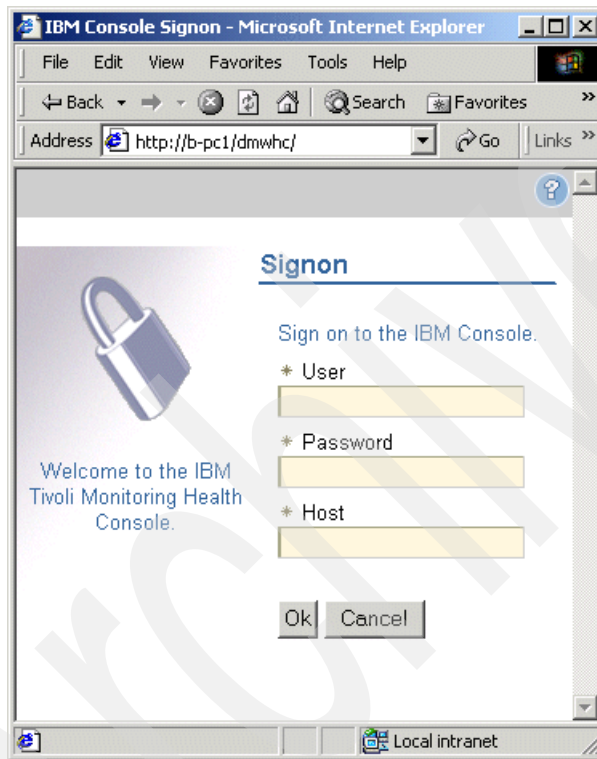 IBM Console Signon - Microsoft Internet Explorer
File Edit View Favorites Tools Help
Back Search Favorites »
Address http://b-pc1/dmwhc/ Go Links »
?
Signon
Sign on to the IBM Console.
* User
* Password
Welcome to the IBM
Tivoli Monitoring Health
Console.
* Host
Ok Cancel
Local intranet